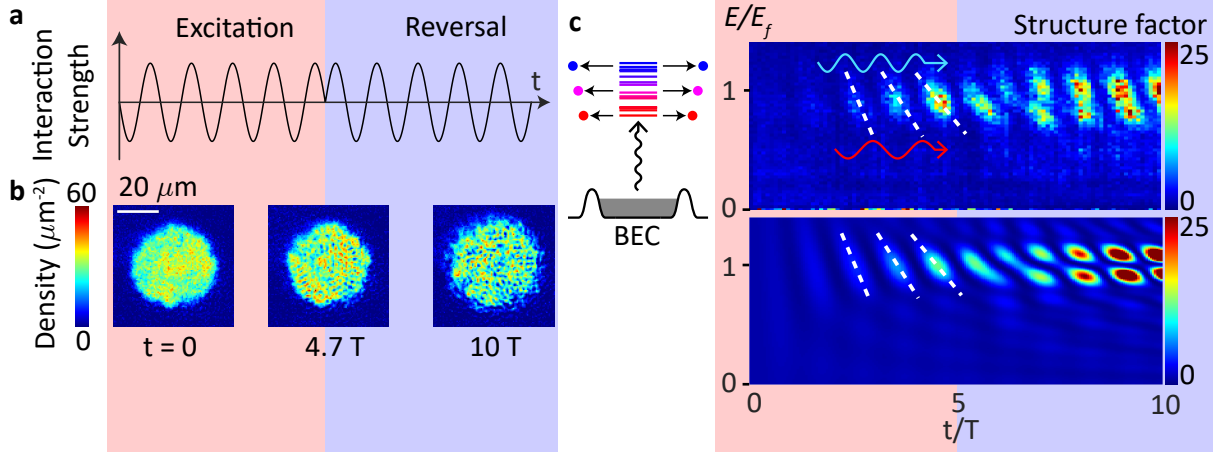 a
Excitation
Reversal
Interaction
Strength
t
b
Density (μm-²)
60
0
20 μm
t = 0
4.7 T
10 T
c
BEC
E/Ef
Structure factor
1
0
25
0
1
0
25
0
0
5
10
t/T